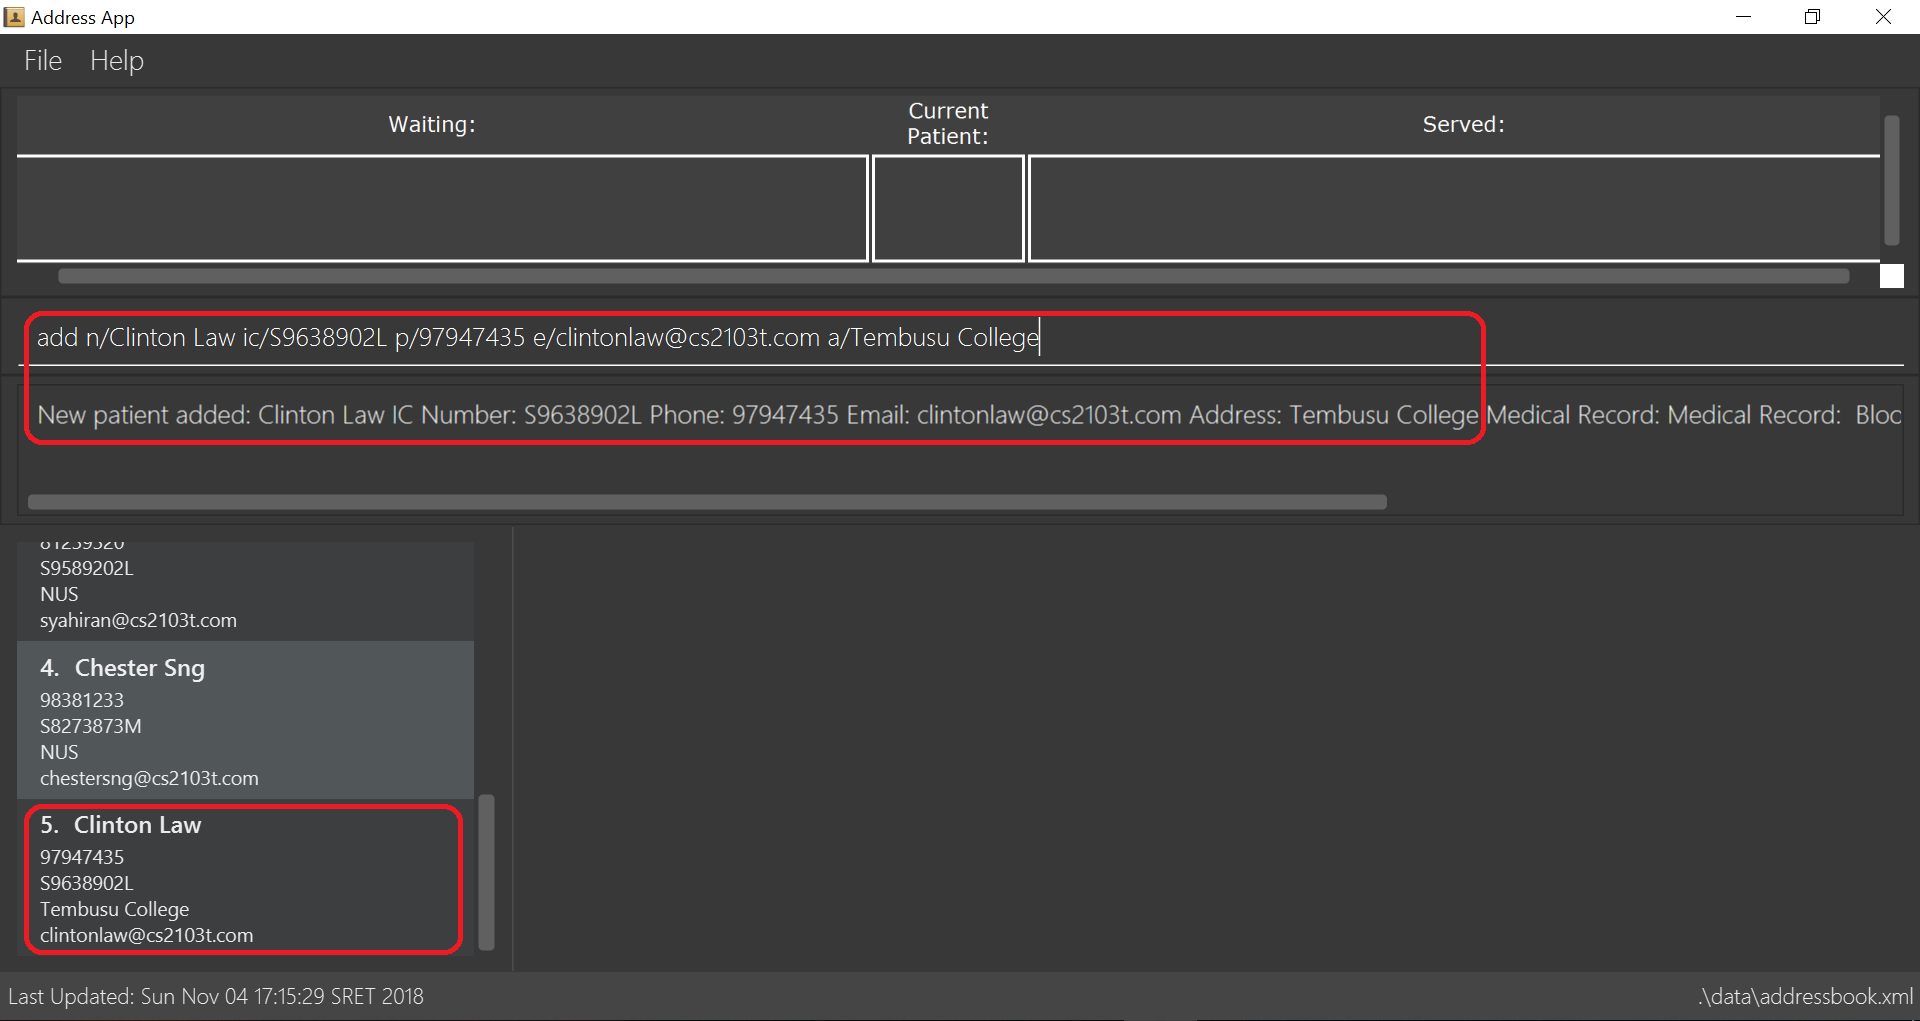 Address App
File Help
Waiting:
Current
Patient:
Served:
add n/Clinton Law ic/S9638902L p/97947435 e/clintonlaw@cs2103t.com a/Tembusu College
New patient added: Clinton Law IC Number: S9638902L Phone: 97947435 Email: clintonlaw@cs2103t.com Address: Tembusu College Medical Record: Medical Record: Bloo
S9589202L
NUS
syahiran@cs2103t.com
4. Chester Sng
98381233
S8273873M
NUS
chestersng@cs2103t.com
5. Clinton Law
97947435
S9638902L
Tembusu College
clintonlaw@cs2103t.com
Last Updated: Sun Nov 04 17:15:29 SRET 2018
.\data\addressbook.xml